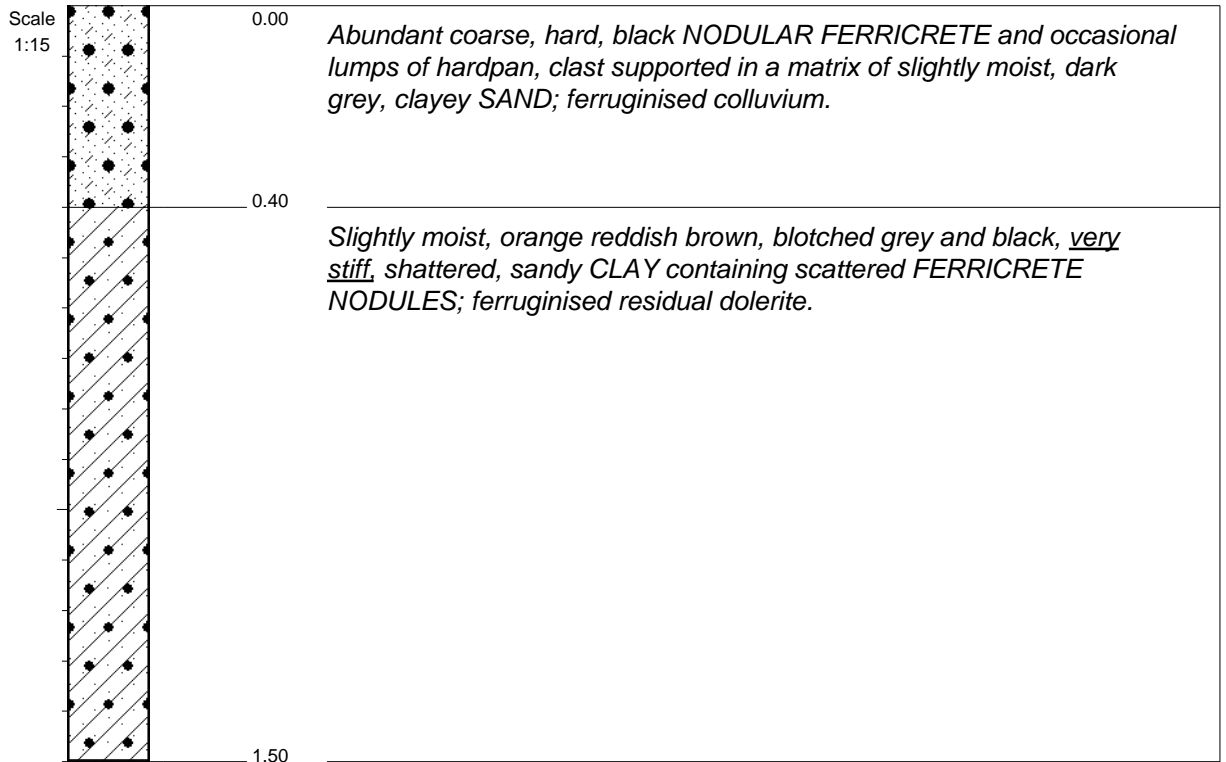 Scale
1:15
0.00
Abundant coarse, hard, black NODULAR FERRICRETE and occasional
lumps of hardpan, clast supported in a matrix of slightly moist, dark
grey, clayey SAND; ferruginised colluvium.
0.40
Slightly moist, orange reddish brown, blotched grey and black, very
stiff, shattered, sandy CLAY containing scattered FERRICRETE
NODULES; ferruginised residual dolerite.
1.50